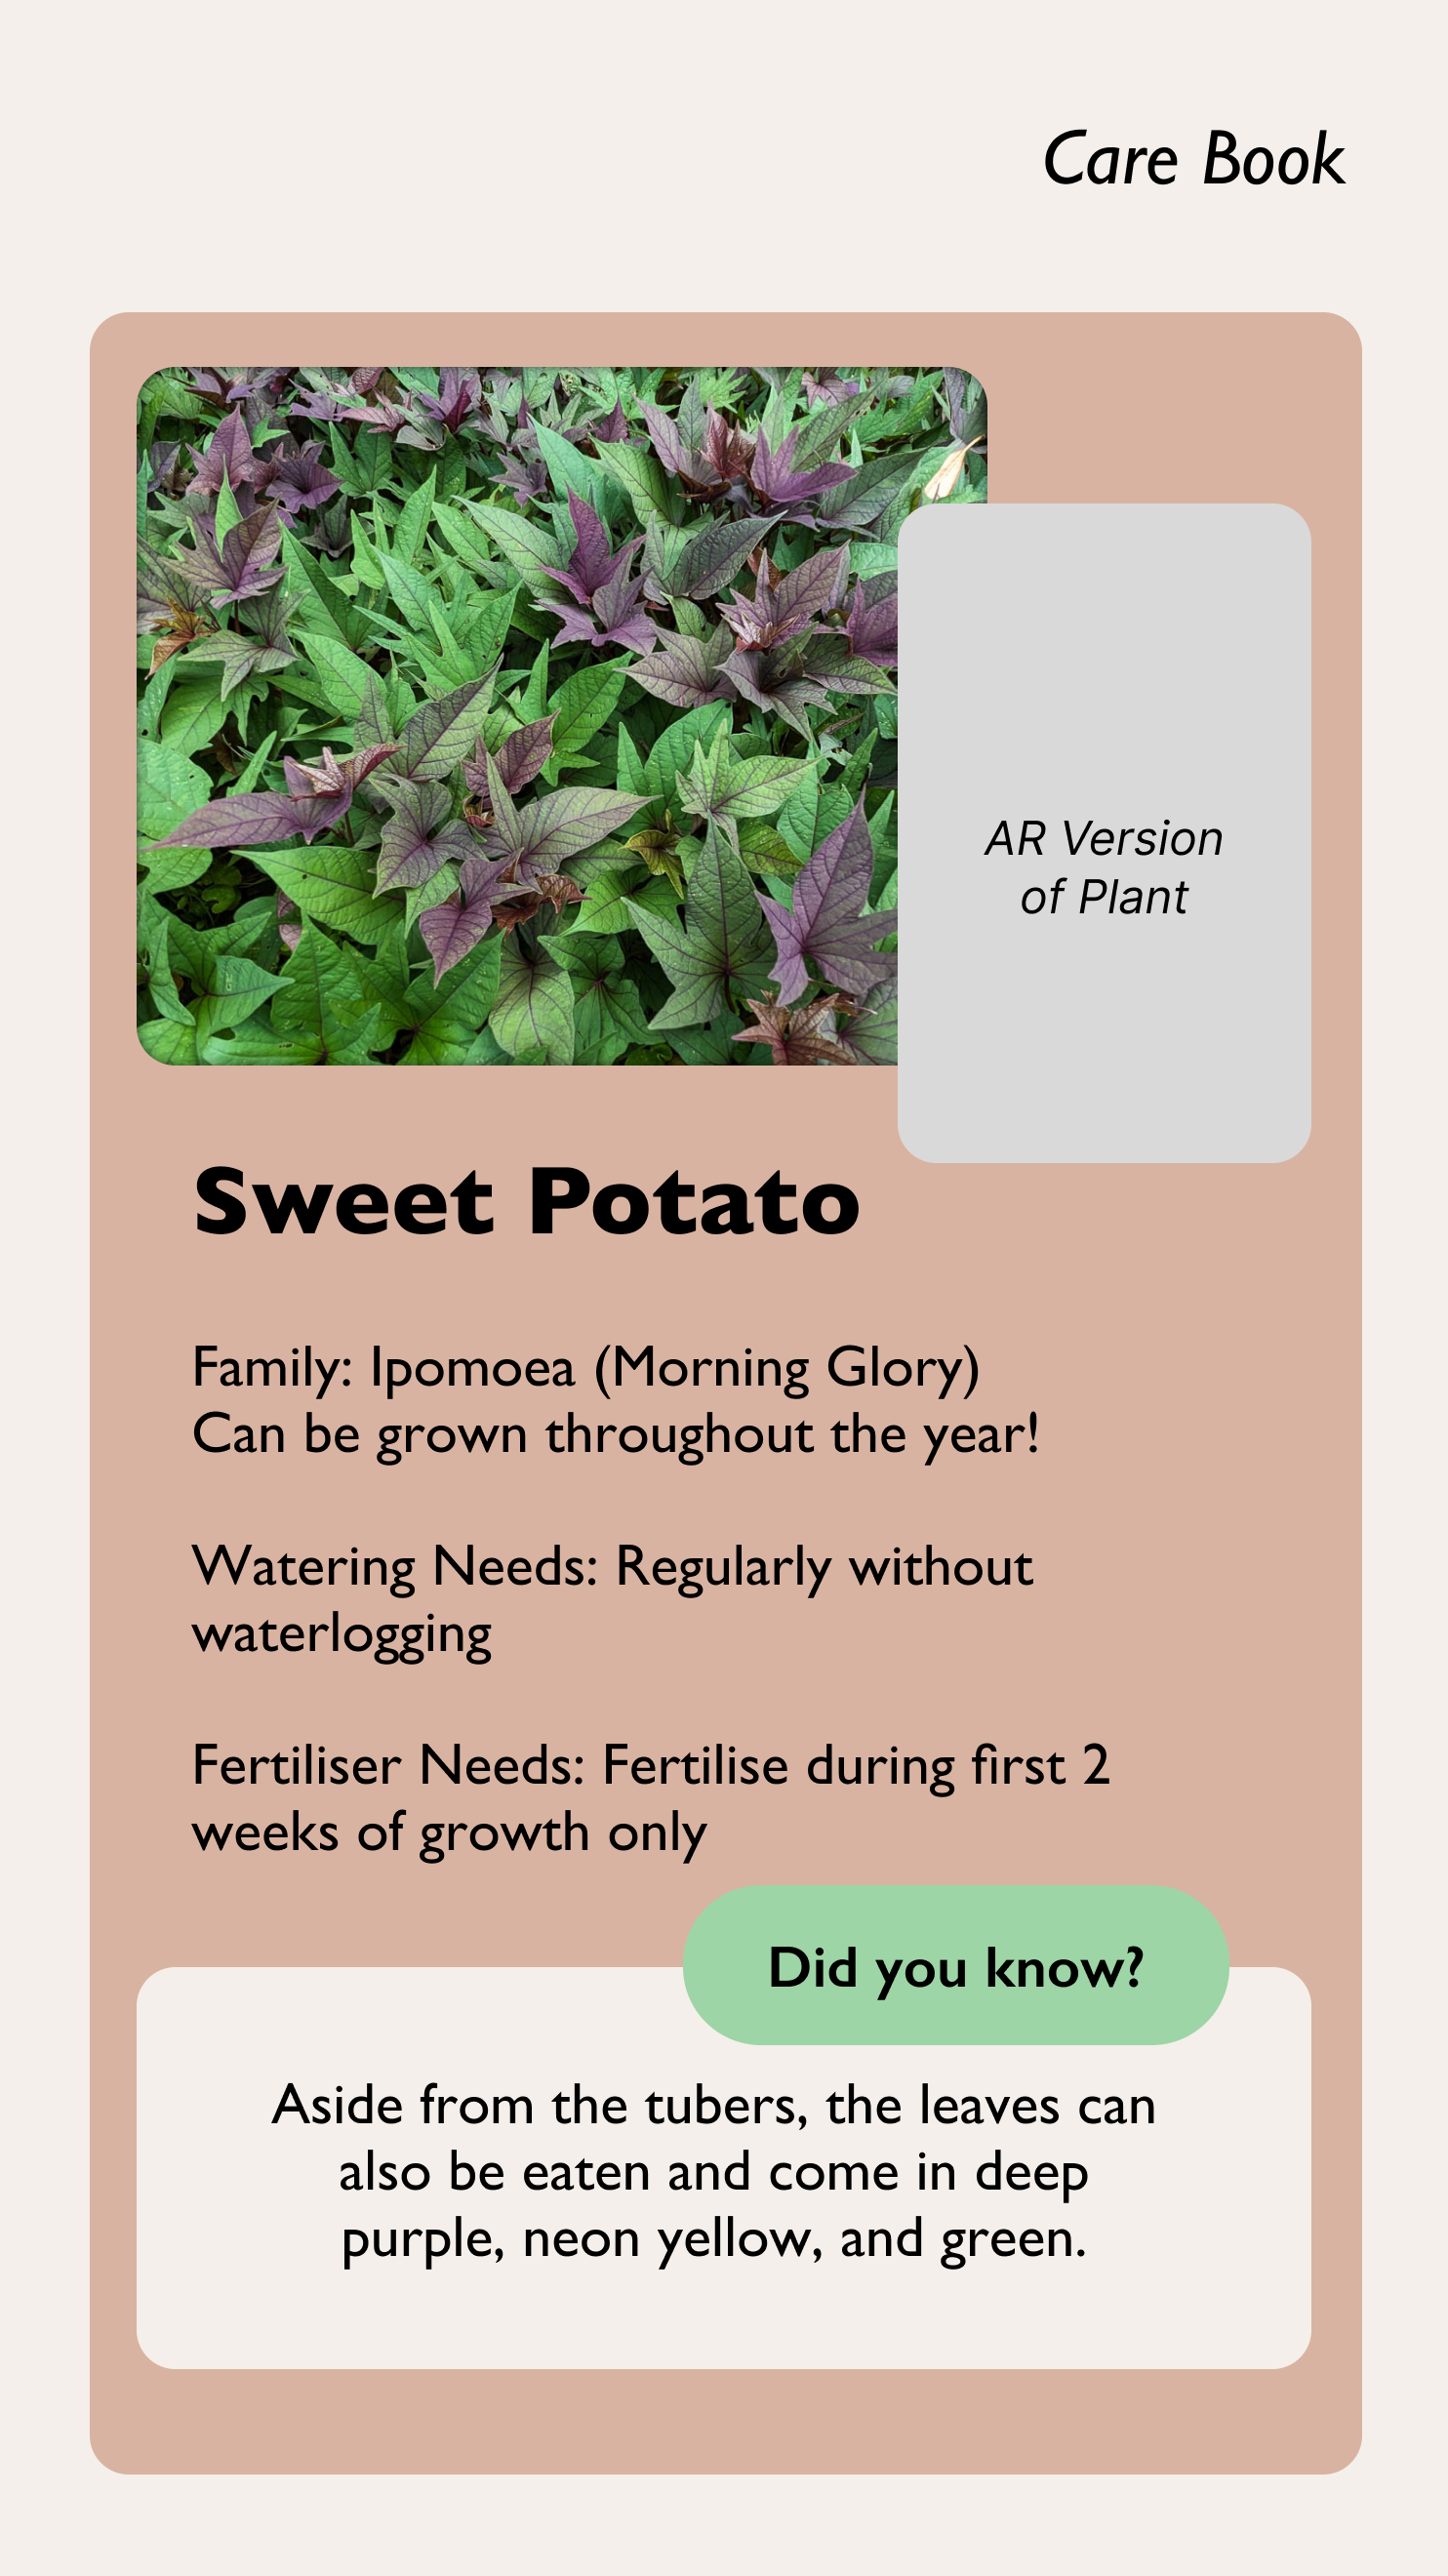 Care Book
AR Version
of Plant
Sweet Potato
Family: Ipomoea (Morning Glory)
Can be grown throughout the year!
Watering Needs: Regularly without
waterlogging
Fertiliser Needs: Fertilise during first 2
weeks of growth only
Did you know?
Aside from the tubers, the leaves can
also be eaten and come in deep
purple, neon yellow, and green.